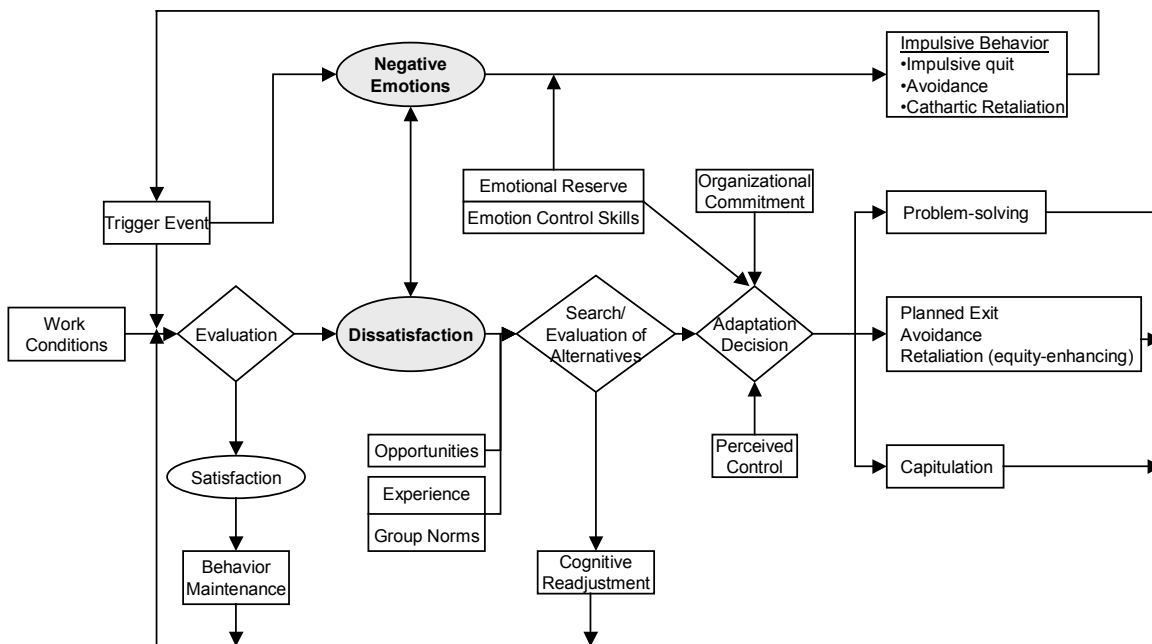 Negative
Emotions
Impulsive Behavior
•Impulsive quit
•Avoidance
•Cathartic Retaliation
Emotional Reserve
Emotion Control Skills
Organizational
Commitment
Trigger Event
Problem-solving
Work
Conditions
Evaluation
Dissatisfaction
Search/
Evaluation of
Alternatives
Adaptation
Decision
Planned Exit
Avoidance
Retaliation (equity-enhancing)
Opportunities
Experience
Group Norms
Perceived
Control
Capitulation
Satisfaction
Behavior
Maintenance
Cognitive
Readjustment